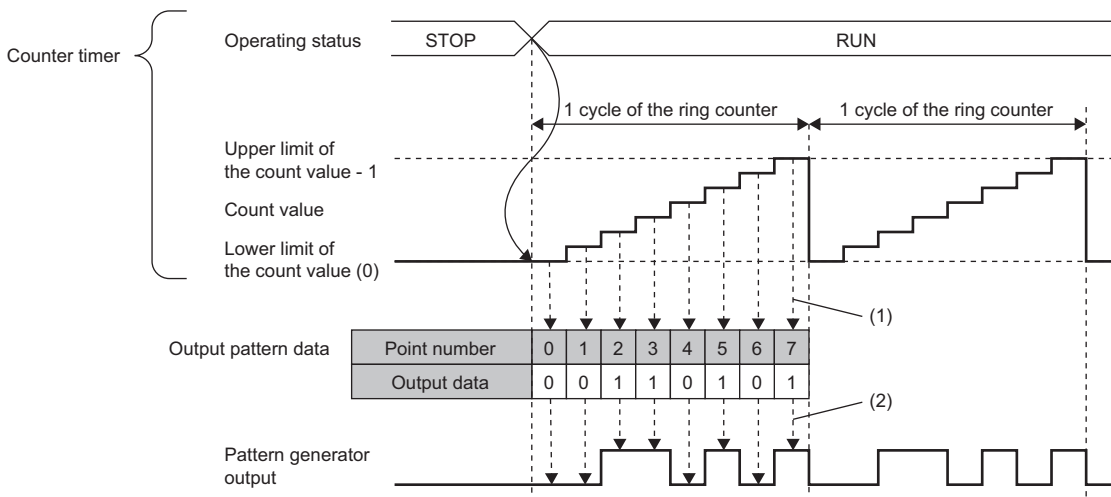 Counter timer
Operating status
STOP
RUN
1 cycle of the ring counter
1 cycle of the ring counter
Upper limit of
the count value - 1
Count value
Lower limit of
the count value (0)
(1)
Output pattern data
Point number 0 1 2 3 4 5 6 7
Output data 0 0 1 1 0 1 0 1
(2)
Pattern generator
output